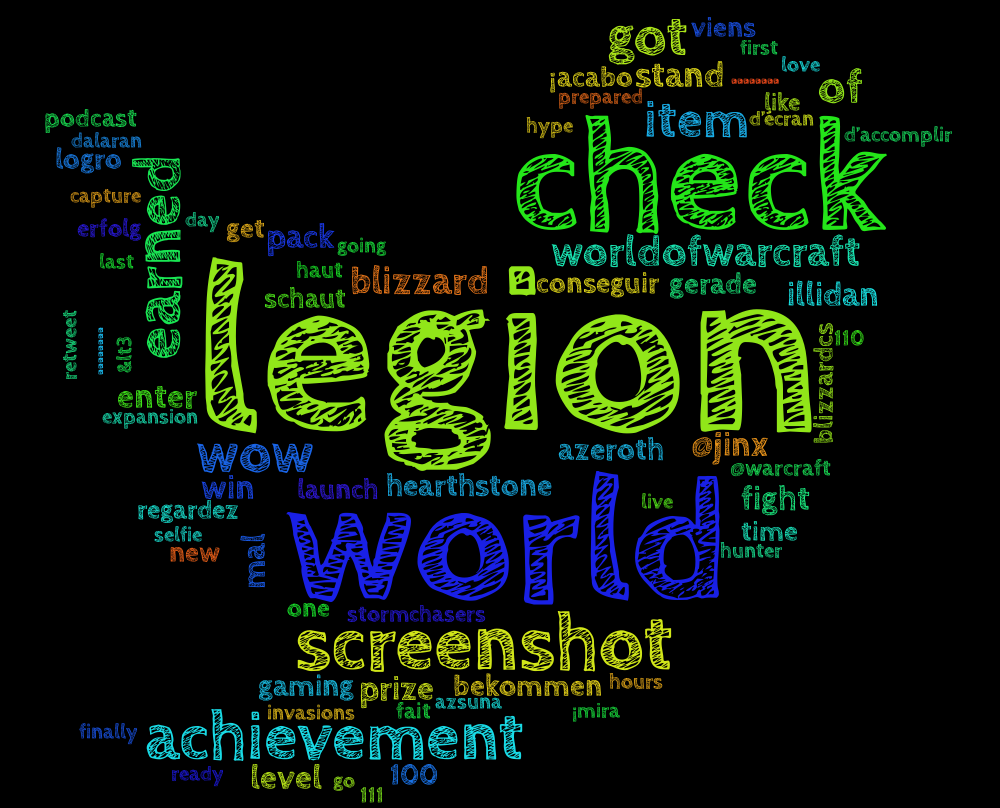 got
viens
first
love
jacabo
stand
prepared
like
of
hype
item
d'écran
d'accomplir
check
podcast
dalaran
logro
earned
capture
erfolg
day
last
get
pack
going
worldofwarcraft
haut
blizzard
conseguir
gerade
illidan
schaut
legion
110
blizzardcs
retweet
alt3
enter
expansion
wow
azeroth
@jinx
@warcraft
win
launch
hearthstone
live
fight
regardez
selfie
new
mal
world
time
hunter
one
stormchasers
screenshot
gaming
prize
bekommen
hours
azsuna
invasions
fait
jmira
finally
achievement
ready
level
go
100
111